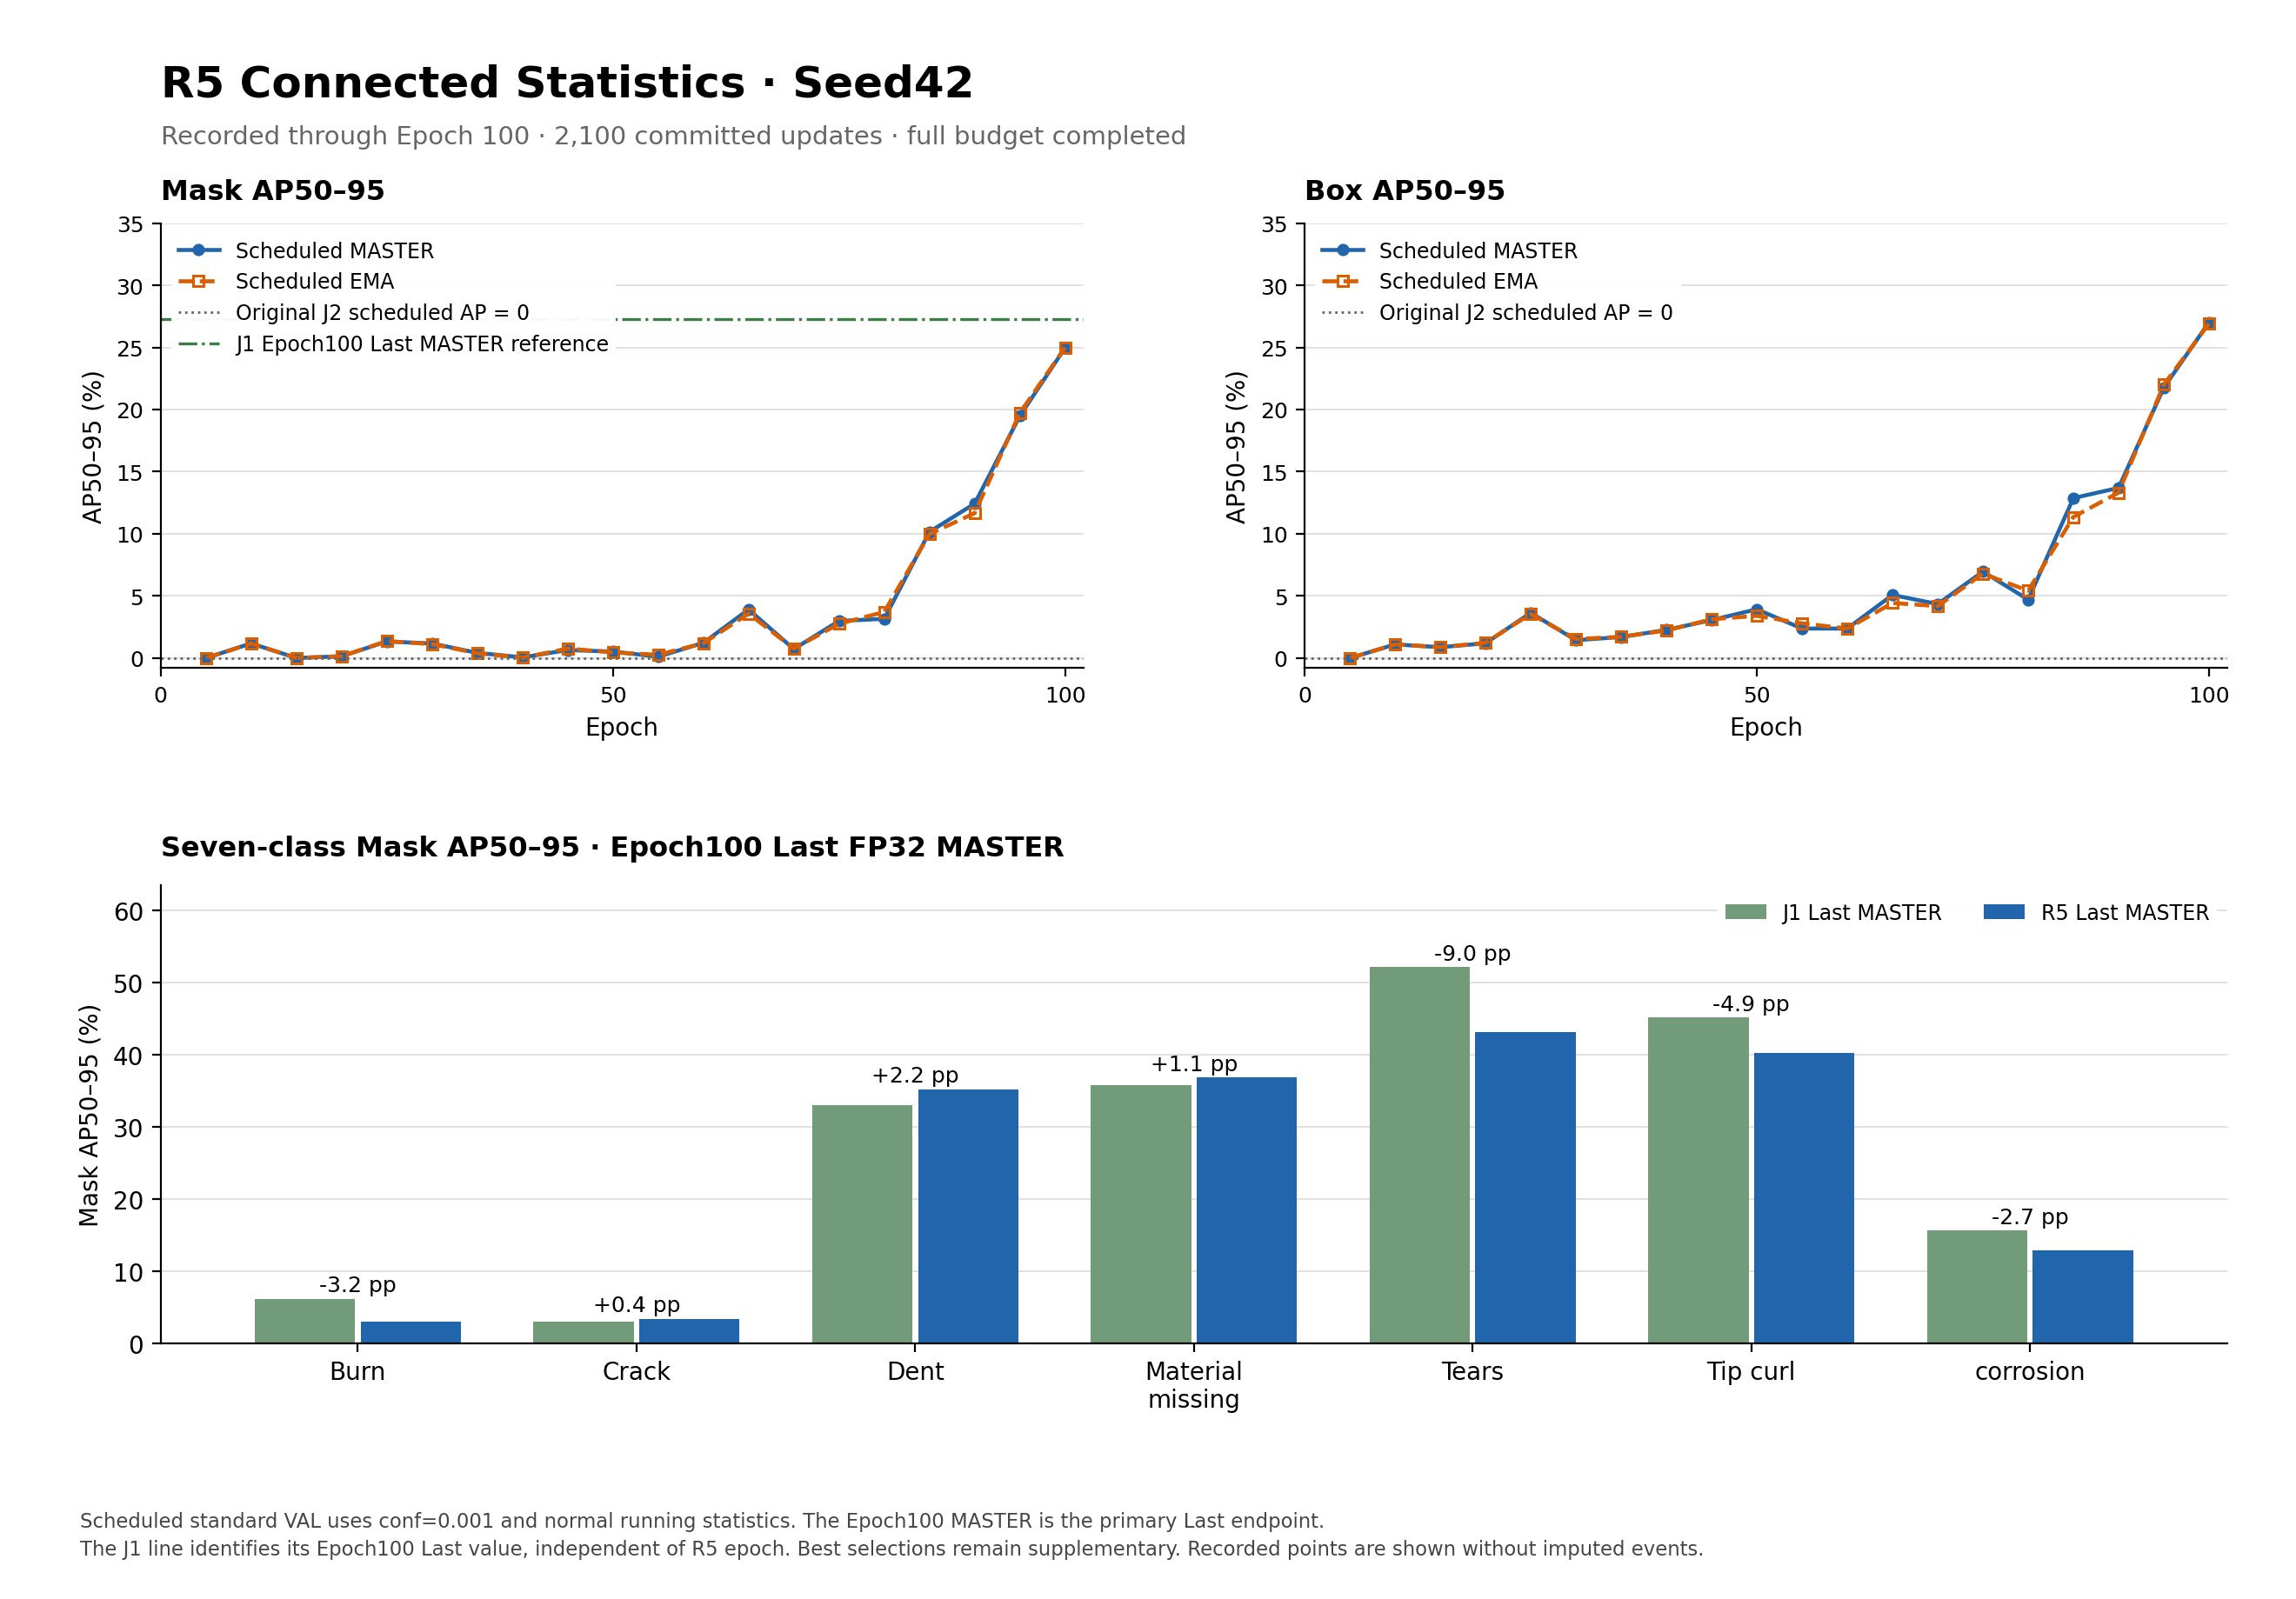 R5 Connected Statistics · Seed42
Recorded through Epoch 100 · 2,100 committed updates · full budget completed
Mask AP50–95
35
30
25
20
15
10
5
0
AP50–95 (%)
Scheduled MASTER
Scheduled EMA
Original J2 scheduled AP = 0
J1 Epoch100 Last MASTER reference
0
50
100
Epoch
Box AP50–95
35
30
25
20
15
10
5
0
AP50–95 (%)
Scheduled MASTER
Scheduled EMA
Original J2 scheduled AP = 0
0
50
100
Epoch
Seven-class Mask AP50–95 · Epoch100 Last FP32 MASTER
60
50
40
30
20
10
0
Mask AP50–95 (%)
J1 Last MASTER
R5 Last MASTER
-3.2 pp
+0.4 pp
+2.2 pp
+1.1 pp
-9.0 pp
-4.9 pp
-2.7 pp
Burn
Crack
Dent
Material
missing
Tears
Tip curl
corrosion
Scheduled standard VAL uses conf=0.001 and normal running statistics. The Epoch100 MASTER is the primary Last endpoint.
The J1 line identifies its Epoch100 Last value, independent of R5 epoch. Best selections remain supplementary. Recorded points are shown without imputed events.